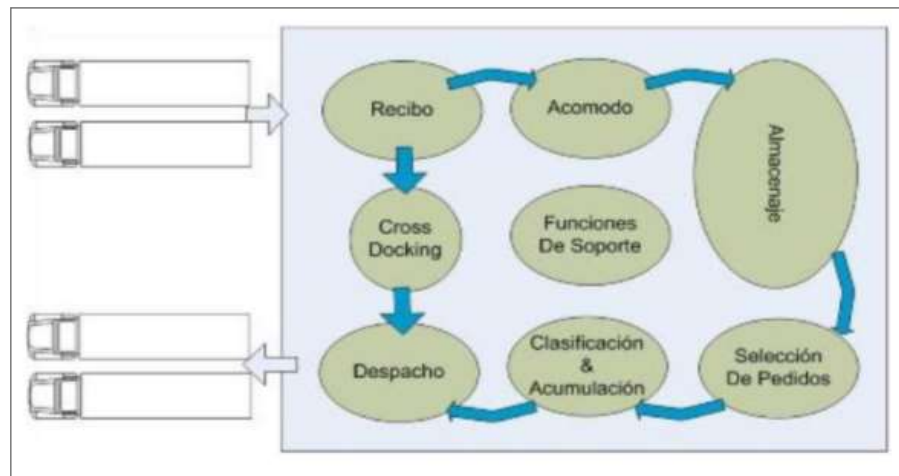 Recibo
Acomodo
Almacenaje
Cross
Docking
Funciones
De Soporte
Despacho
Clasificación
&
Acumulación
Selección
De Pedidos